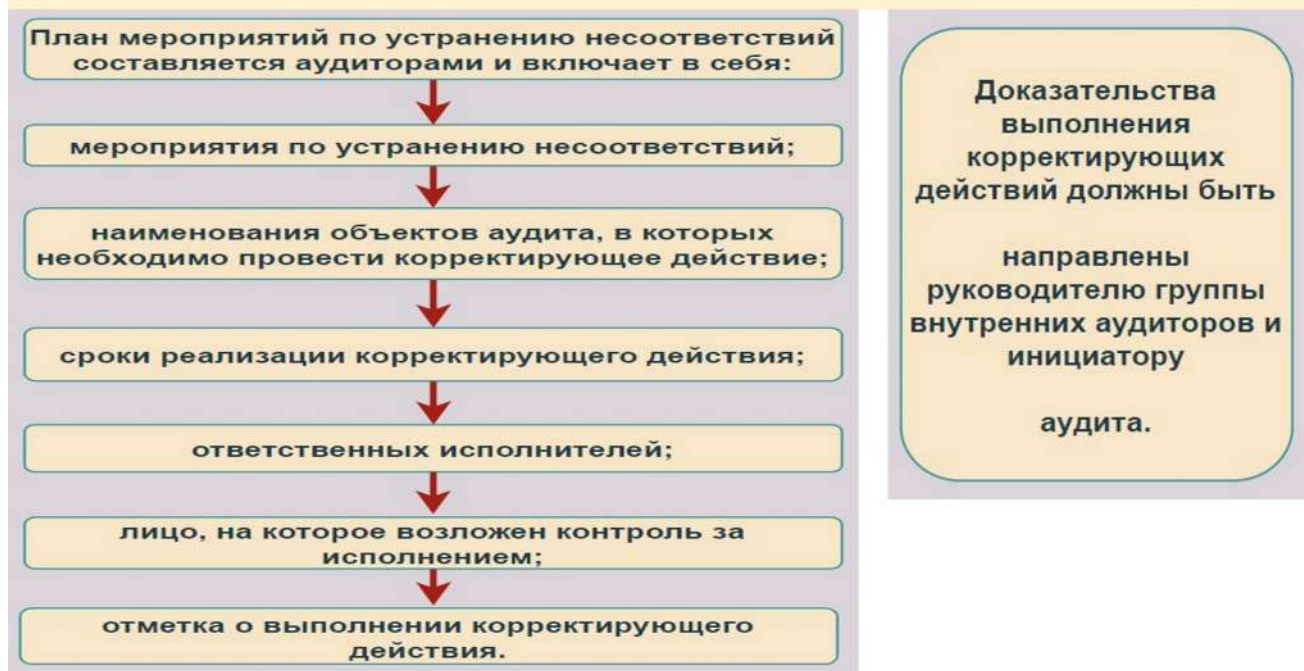 План мероприятий по устранению несоответствий
составляется аудиторами и включает в себя:
мероприятия по устранению несоответствий;
наименования объектов аудита, в которых
необходимо провести корректирующее действие;
сроки реализации корректирующего действия;
ответственных исполнителей;
лицо, на которое возложен контроль за
исполнением;
отметка о выполнении корректирующего
действия.
Доказательства
выполнения
корректирующих
действий должны быть
направлены
руководителю группы
внутренних аудиторов и
инициатору
аудита.